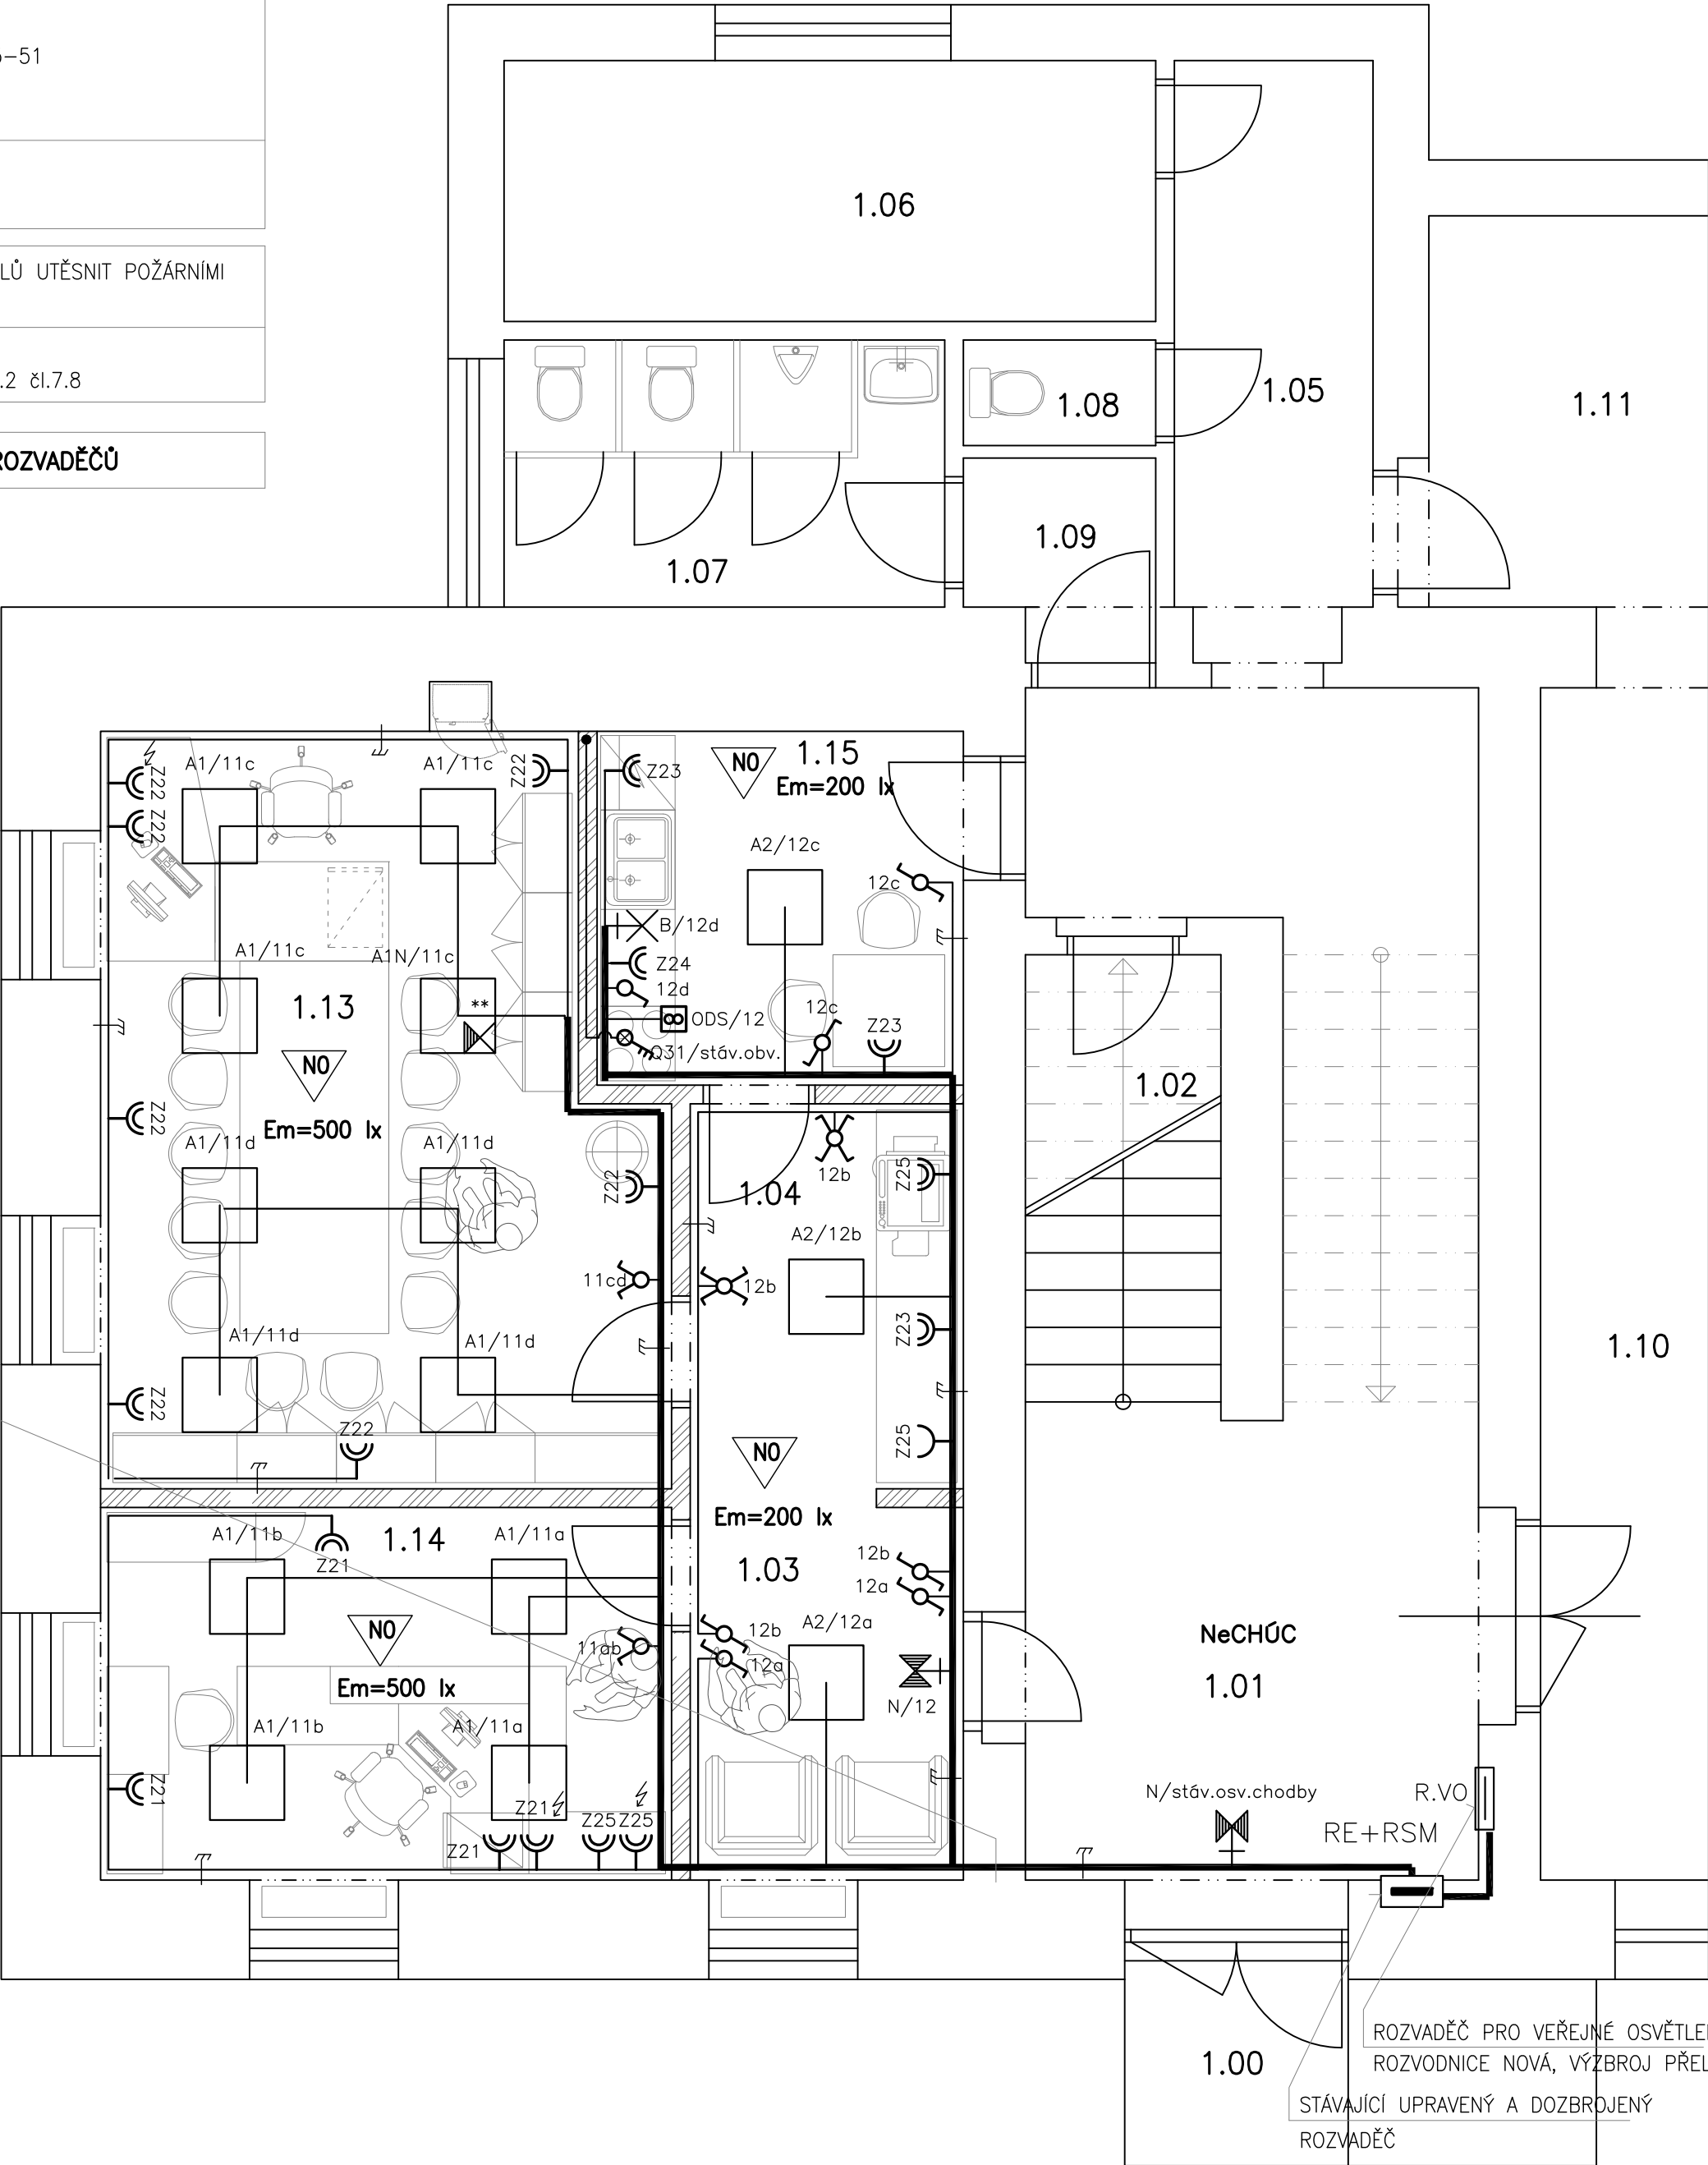 -51
LŮ UTĚSNIT POŽÁRNÍMI
.2 čl.7.8
ROZVADĚČŮ
1.06
1.08
1.05
1.11
1.09
1.07
A1/11c
A1/11c
Z22
Z22
Z22
Z23
NO
1.15
Em=200 lx
A2/12c
12c
B/12d
A1/11c
A1N/11c
Z24
12d
**
1.13
ODS/12
12c
Z23
Q31/stáv.obv.
NO
1.02
Z22
Em=500 lx
A1/11d
A1/11d
Z22
12b
Z25
1.04
A2/12b
11cd
12b
Z23
A1/11d
A1/11d
1.10
Z22
Z22
NO
Z25
Em=200 lx
A1/11b
1.14
A1/11a
Z21
1.03
12b
12a
NO
11ab
12b
12a
A2/12a
NeCHÚC
Em=500 lx
1.01
A1/11b
A1/11a
N/12
Z21
Z21
Z25
Z25
Z21
N/stáv.osv.chodby
R.VO
RE+RSM
1.00
ROZVADĚČ PRO VEŘEJNÉ OSVĚTLE
ROZVODNICE NOVÁ, VÝZBROJ PŘEL
STÁVAJÍCÍ UPRAVENÝ A DOZBROJENÝ
ROZVADĚČ